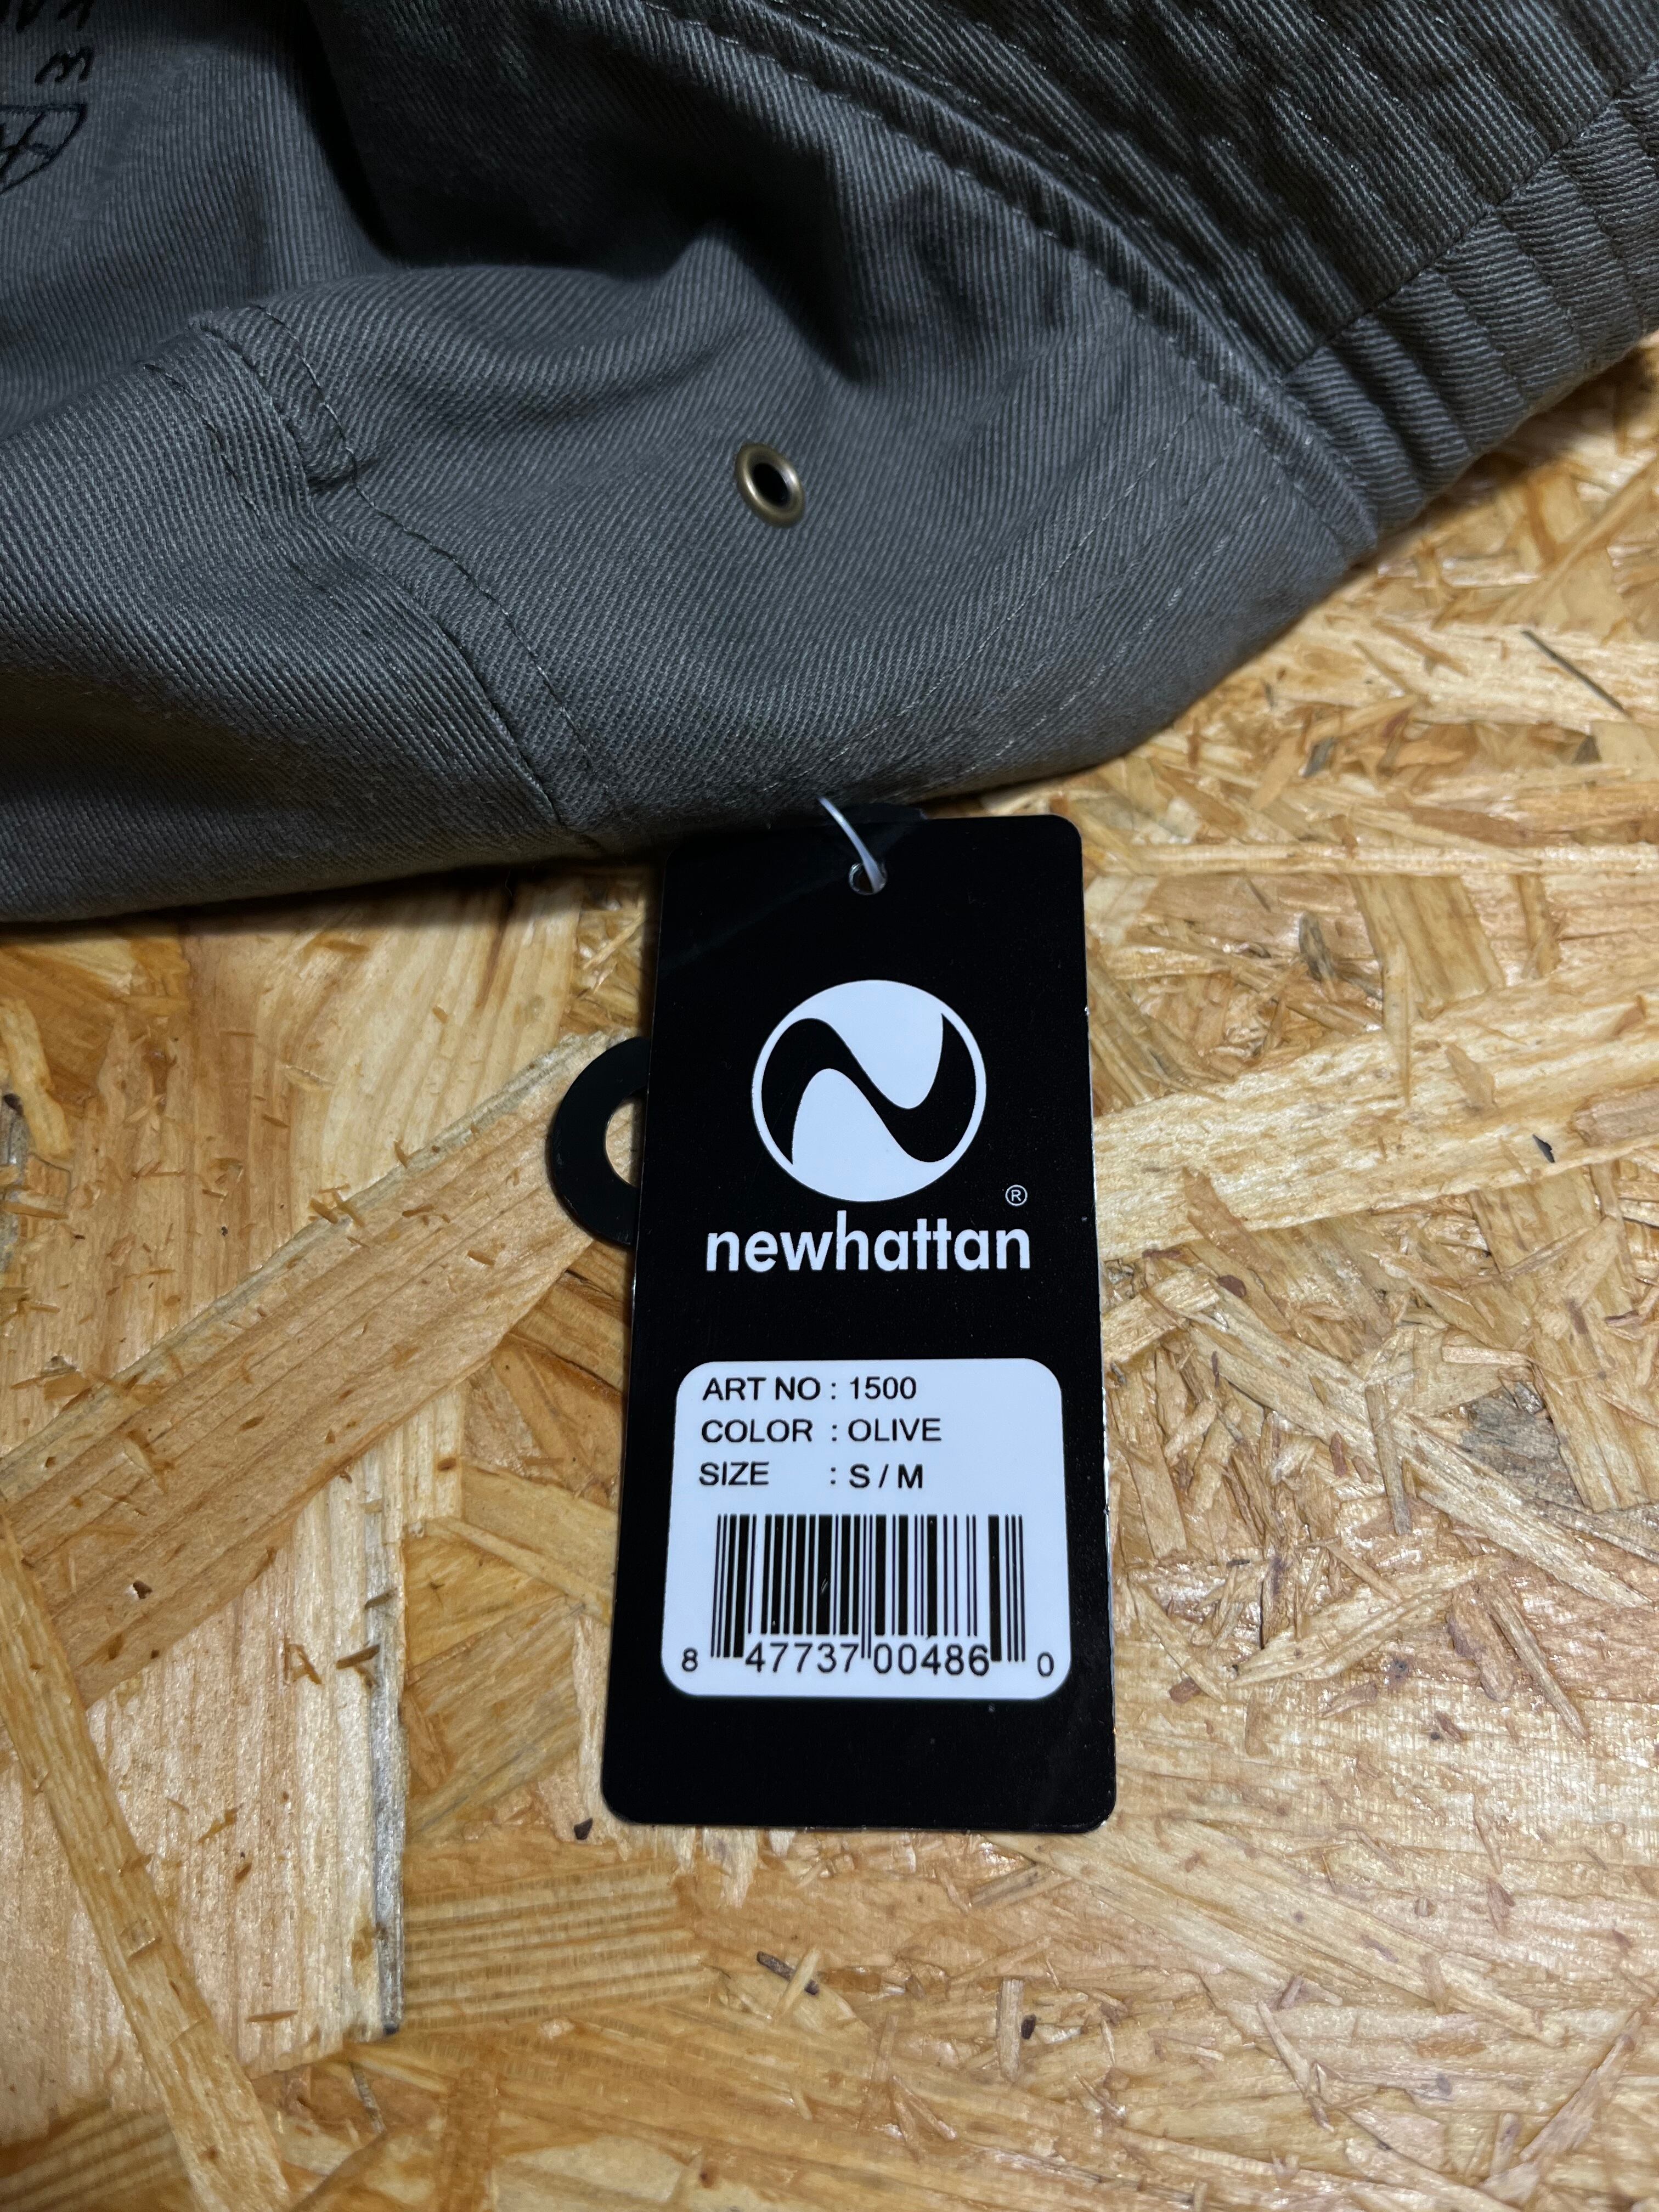 ®
newhattan
ART NO : 1500
COLOR : OLIVE
SIZE : S / M
8 47737 00486 0